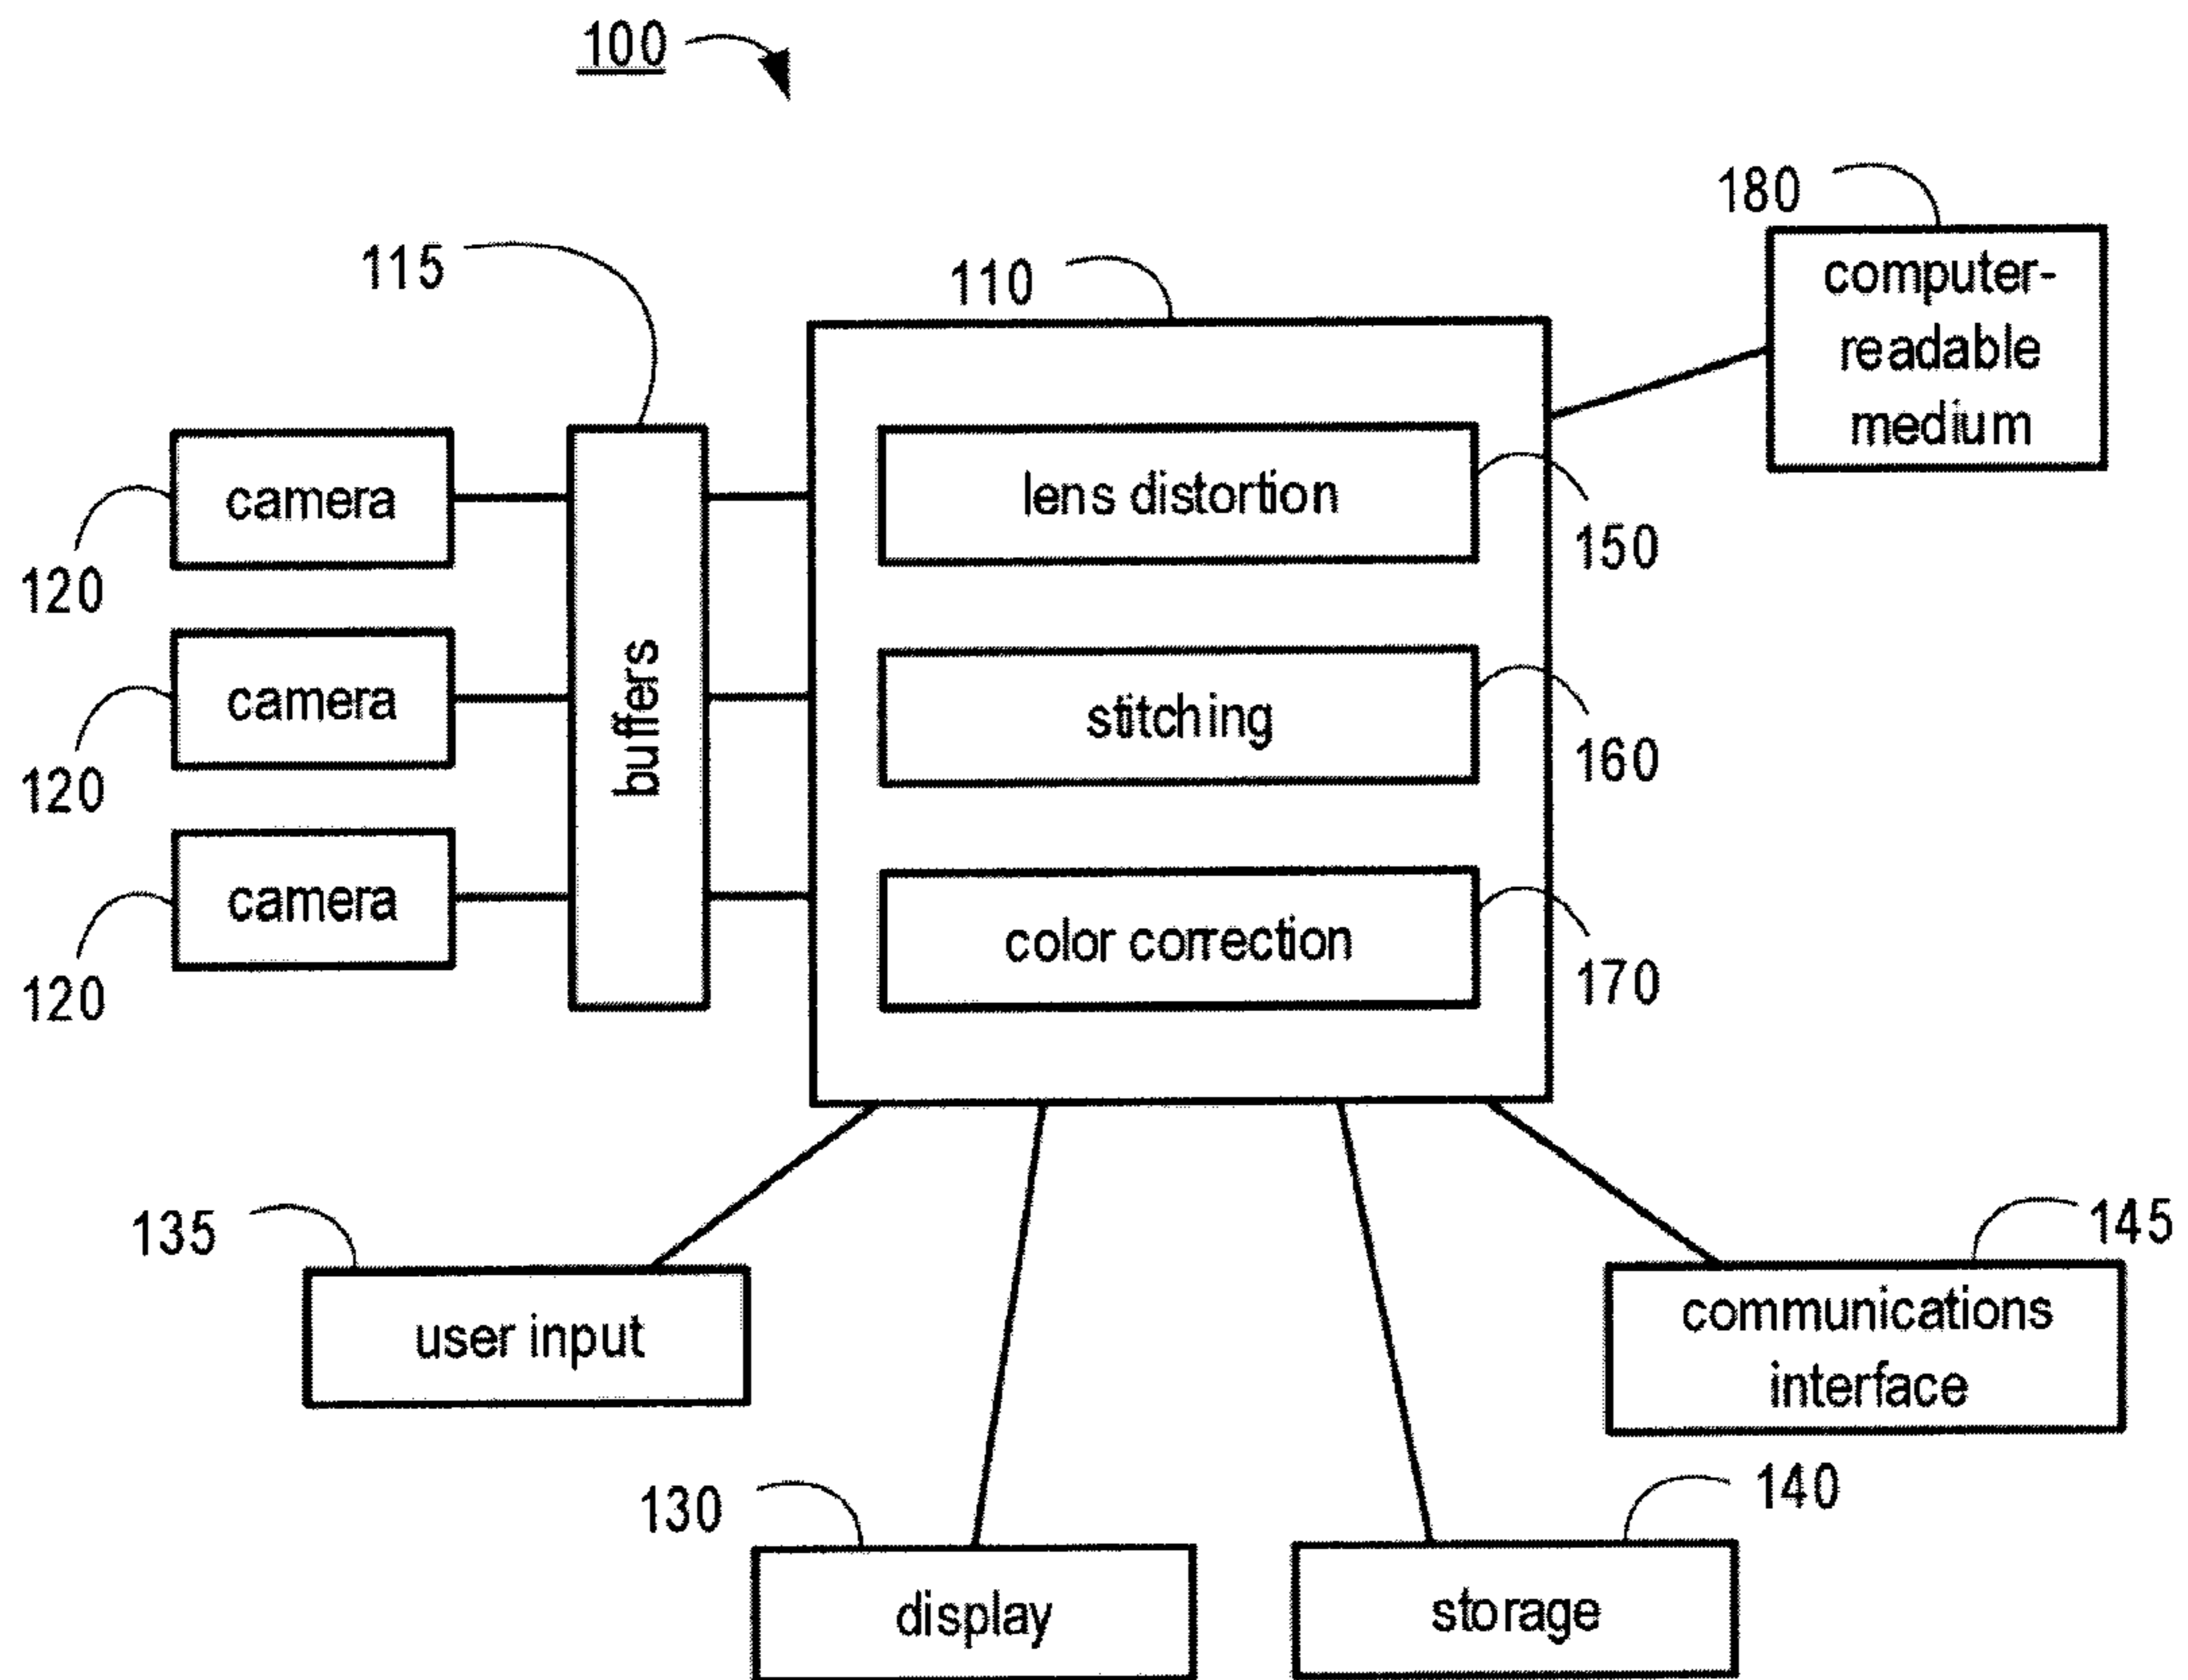 100
180
computer-
readable
medium
115
110
camera
120
camera
120
camera
120
buffers
lens distortion
150
stitching
160
color correction
170
135
user input
145
communications
interface
130
display
140
storage